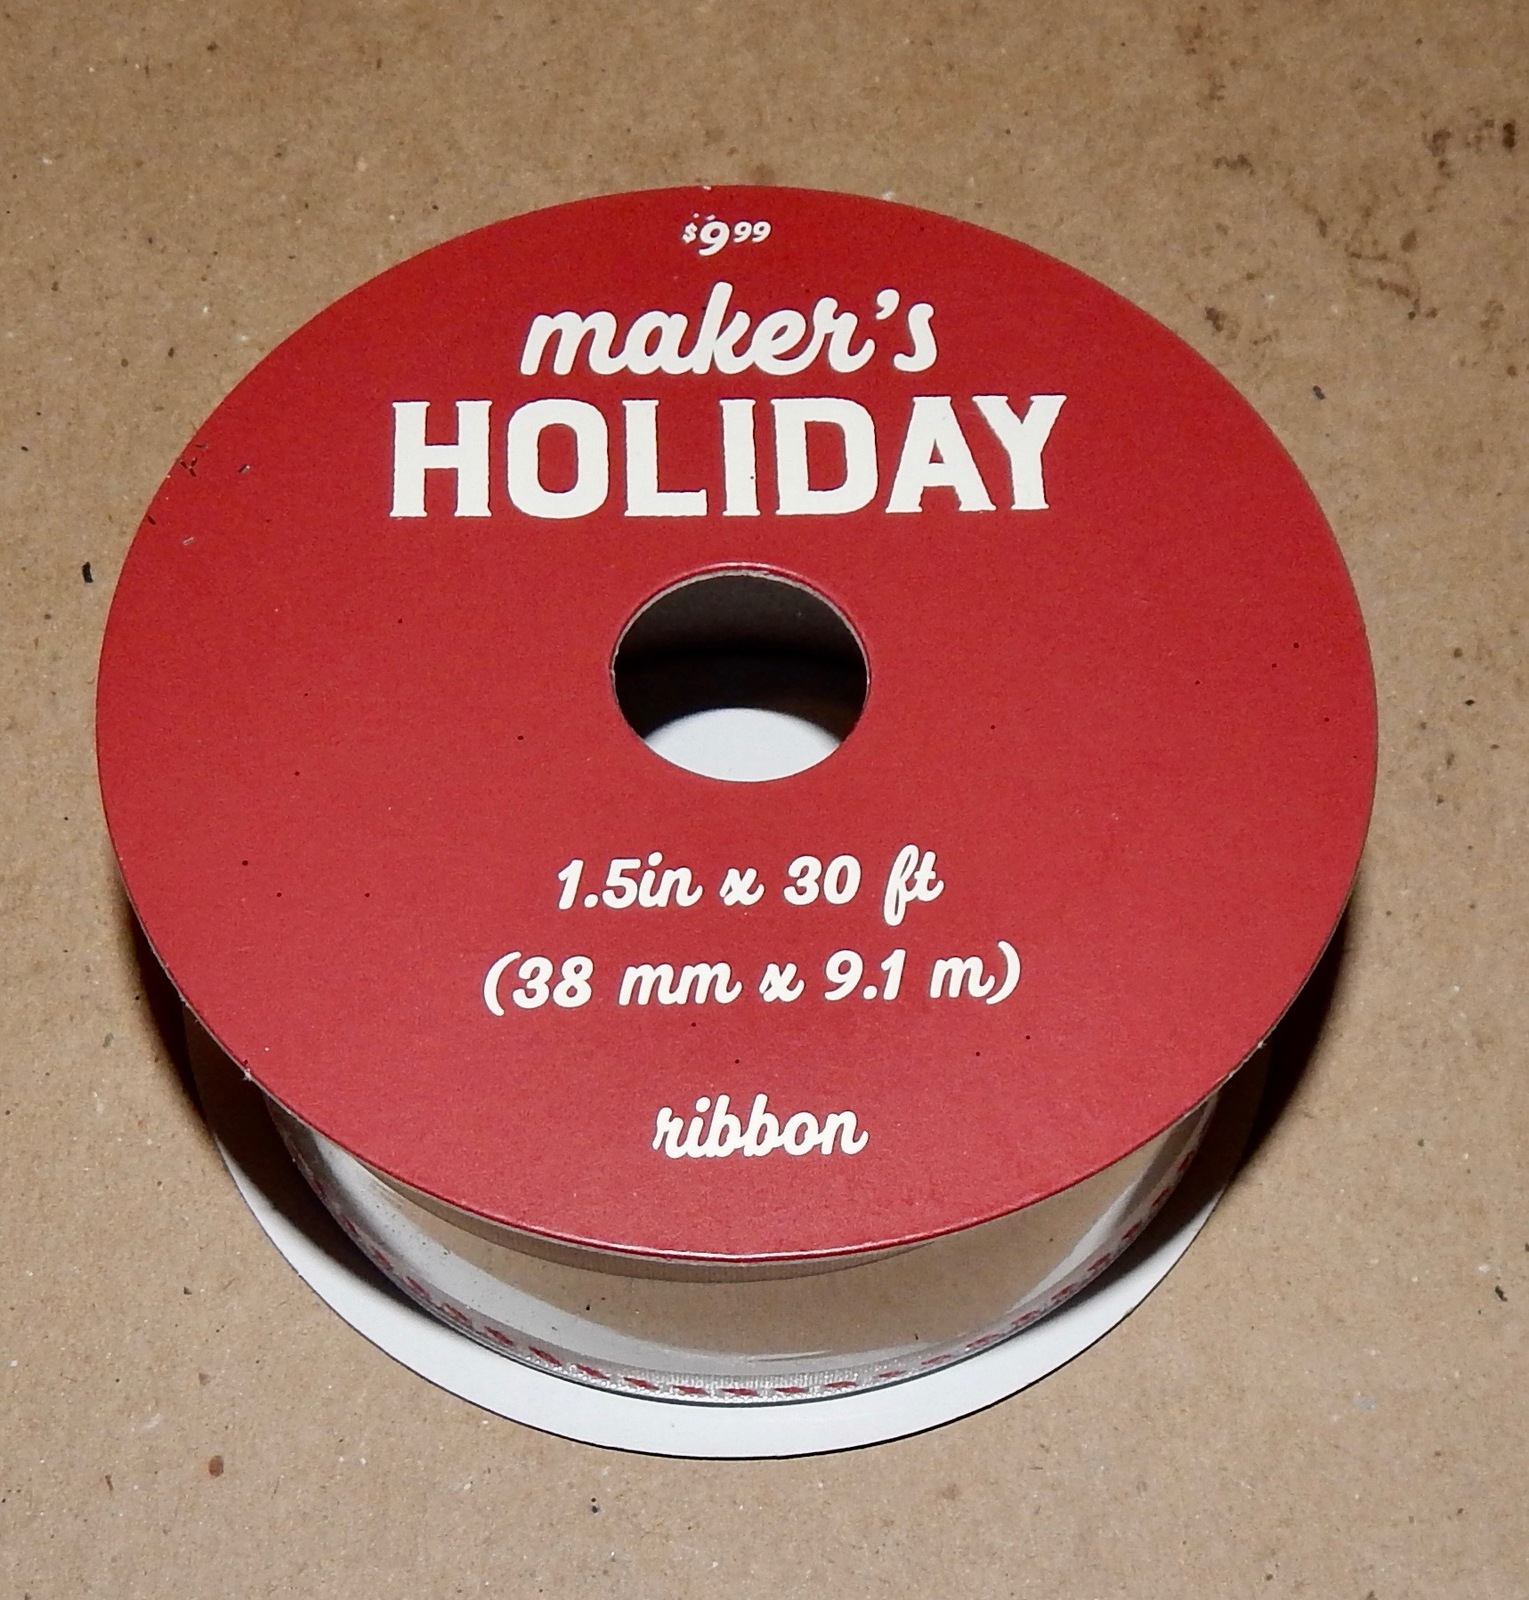 $9.99
maker's
HOLIDAY
1.5in x 30 ft
(38 mm x 9.1 m)
ribbon